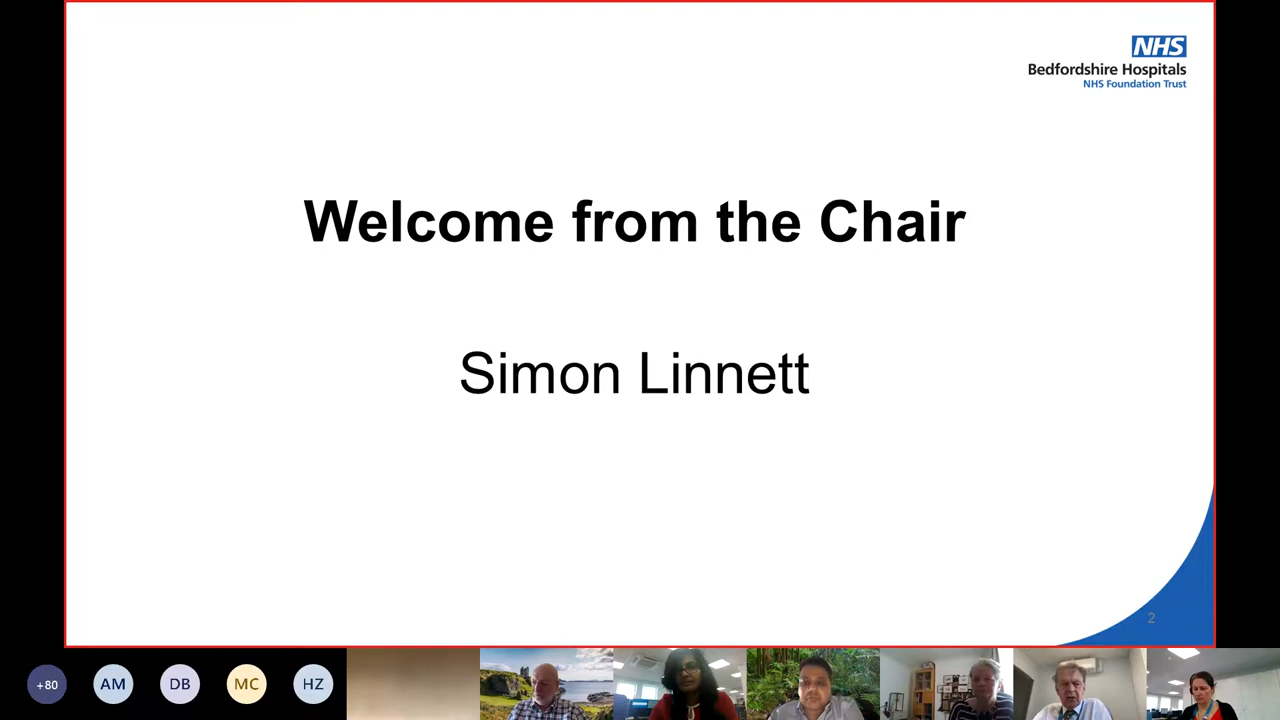 NHS
Bedfordshire Hospitals
NHS Foundation Trust
Welcome from the Chair
Simon Linnett
2
+80
AM
DB
MC
HZ